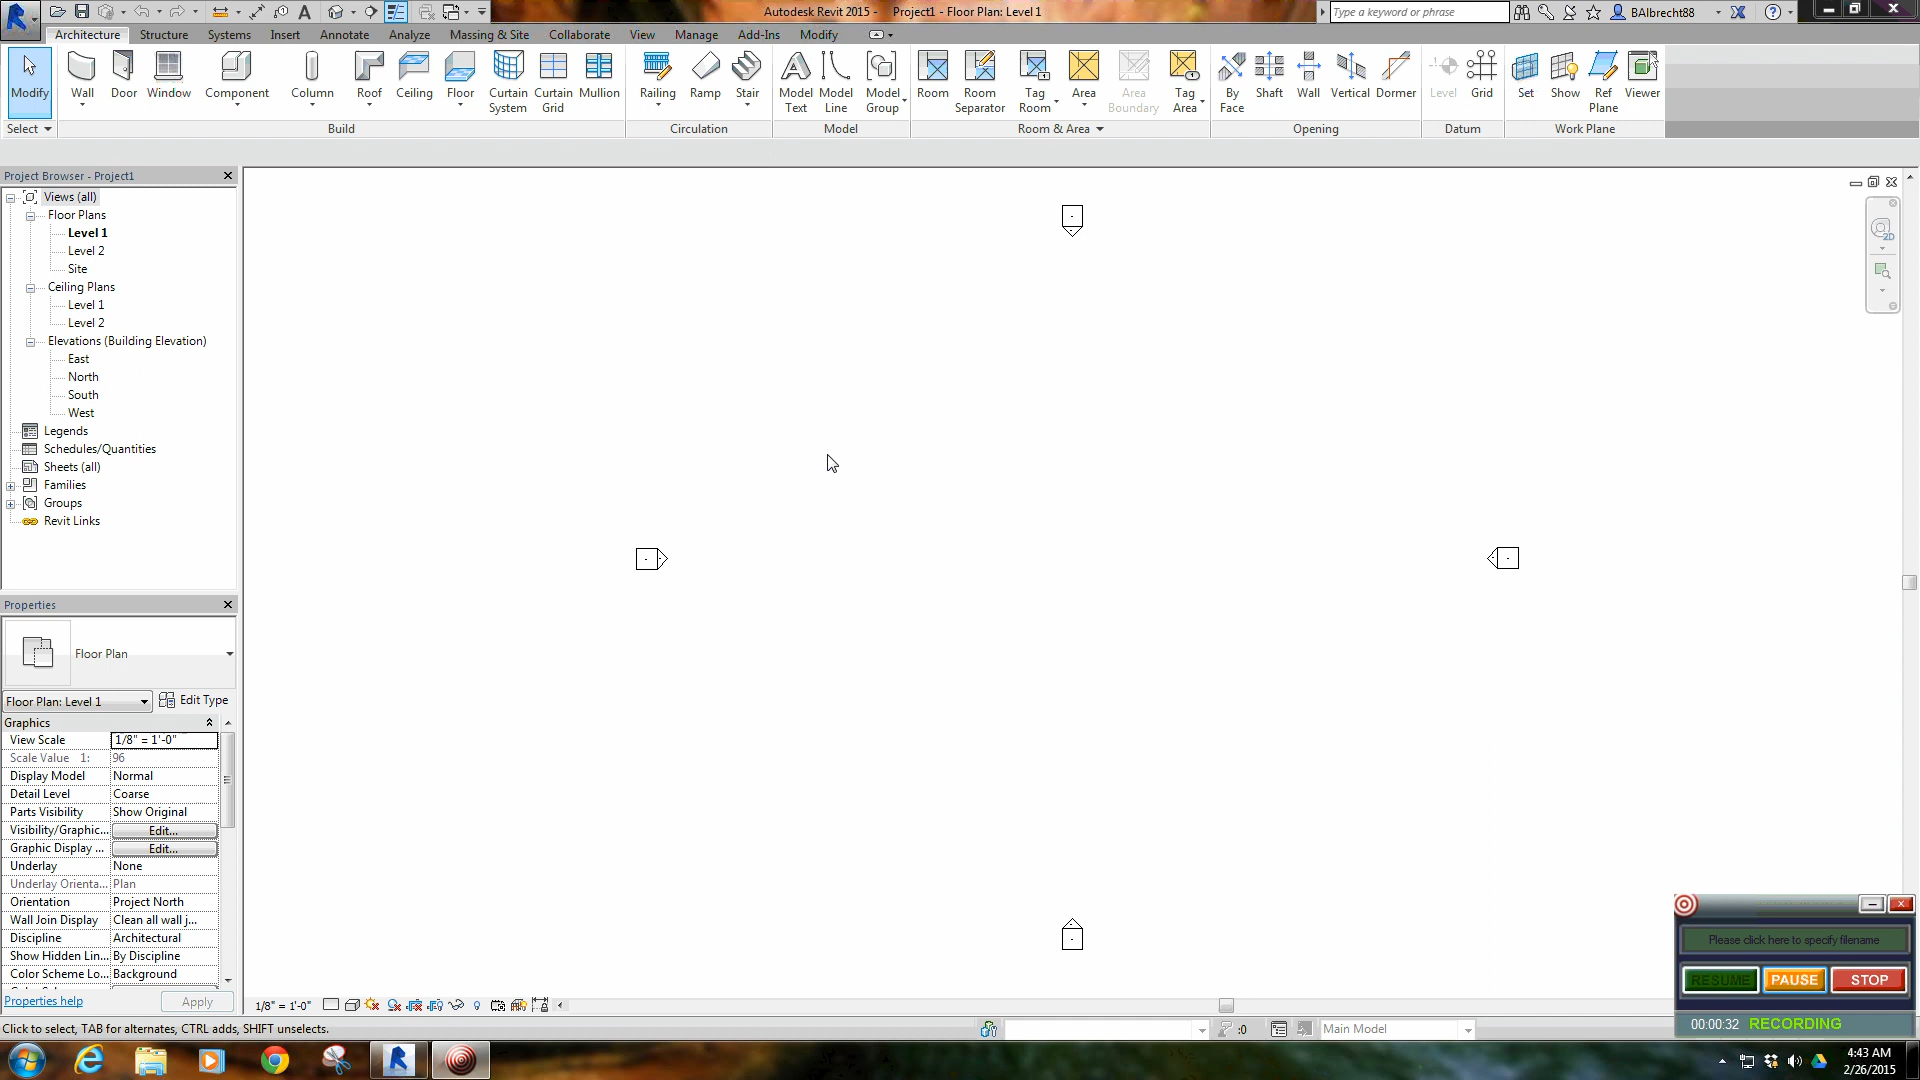 Autodesk Revit 2015 - Project1 - Floor Plan: Level 1
Type a keyword or phrase
BAlbrecht88
Architecture Structure Systems Insert Annotate Analyze Massing & Site Collaborate View Manage Add-Ins Modify
Modify Wall Door Window Component Column Roof Ceiling Floor Curtain System Curtain Grid Mullion Railing Ramp Stair Model Text Model Line Model Group Room Room Separator Tag Room Area Area Boundary Tag Area By Face Shaft Wall Vertical Dormer Level Grid Set Show Ref Plane Viewer
Select Build Circulation Model Room & Area Opening Datum Work Plane
Project Browser - Project1
Views (all)
Floor Plans
Level 1
Level 2
Site
Ceiling Plans
Level 1
Level 2
Elevations (Building Elevation)
East
North
South
West
Legends
Schedules/Quantities
Sheets (all)
Families
Groups
Revit Links
2D
Properties
Floor Plan
Floor Plan: Level 1 Edit Type
Graphics
View Scale 1/8" = 1'-0"
Scale Value 1: 96
Display Model Normal
Detail Level Coarse
Parts Visibility Show Original
Visibility/Graphic... Edit...
Graphic Display ... Edit...
Underlay None
Underlay Orienta... Plan
Orientation Project North
Wall Join Display Clean all wall j...
Discipline Architectural
Show Hidden Lin... By Discipline
Color Scheme Lo... Background
Properties help Apply
1/8" = 1'-0"
Click to select, TAB for alternates, CTRL adds, SHIFT unselects.
:0 Main Model
Please click here to specify filename
RESUME PAUSE STOP
00:00:32 RECORDING
4:43 AM
2/26/2015